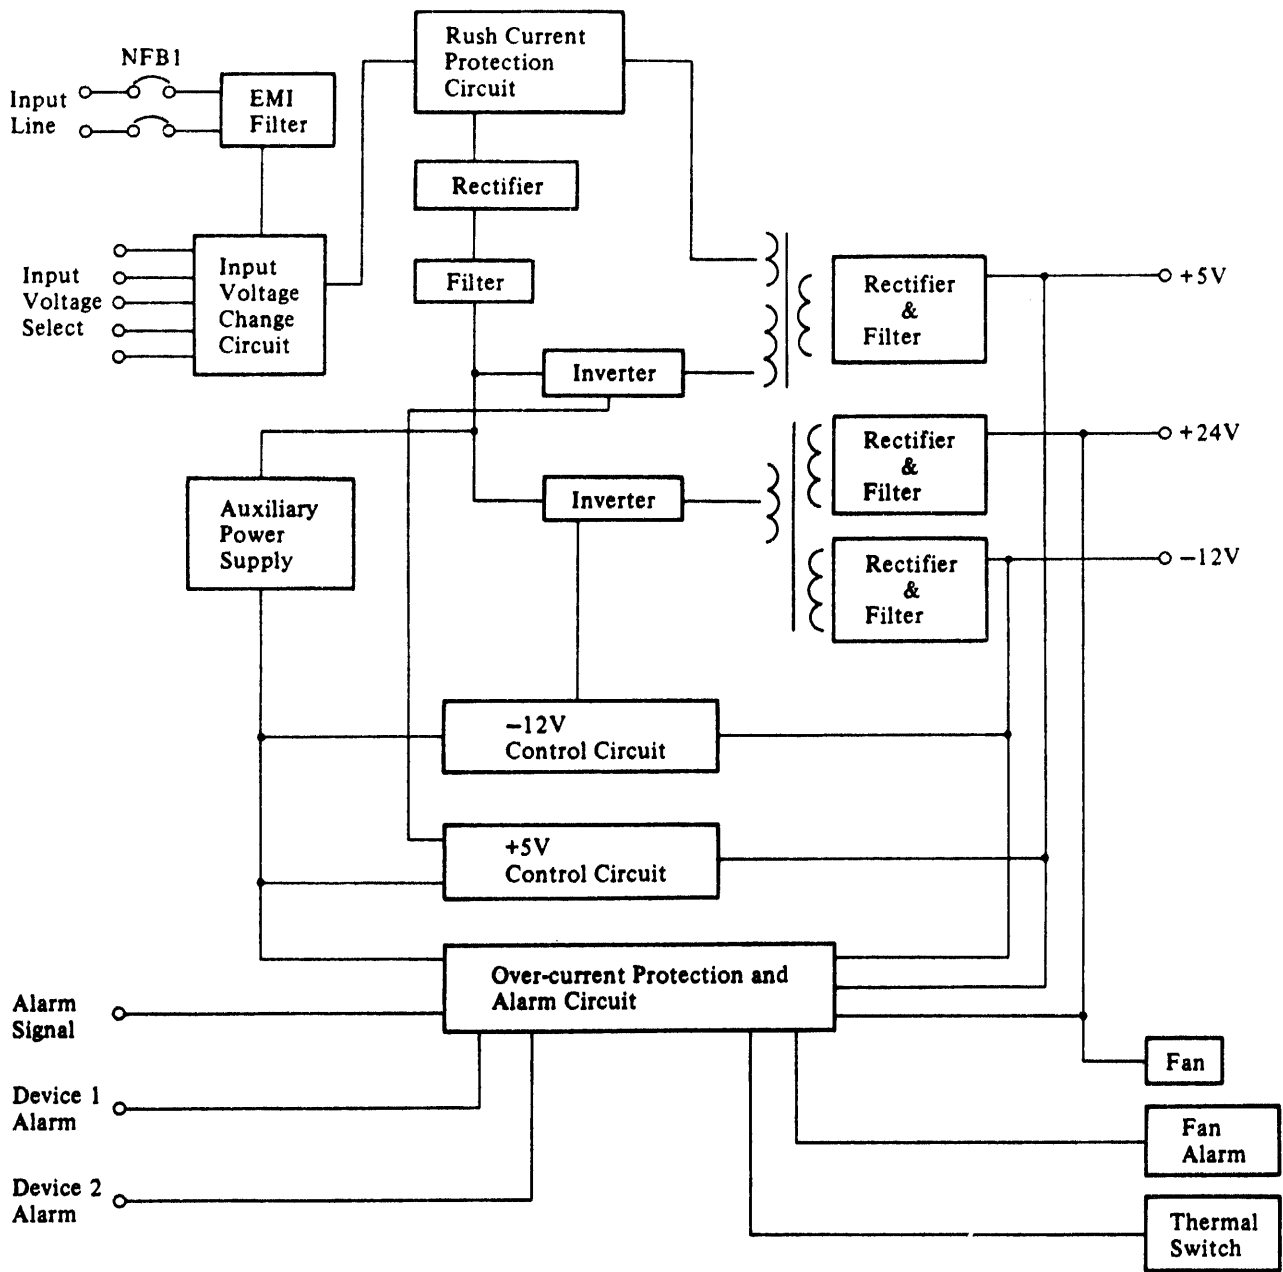 NFB1
Input
Line
EMI
Filter
Rush Current
Protection
Circuit
Rectifier
Filter
Input
Voltage
Select
Input
Voltage
Change
Circuit
Rectifier
&
Filter
+5V
Inverter
Rectifier
&
Filter
+24V
Auxiliary
Power
Supply
Inverter
Rectifier
&
Filter
−12V
−12V
Control Circuit
+5V
Control Circuit
Over-current Protection and
Alarm Circuit
Alarm
Signal
Device 1
Alarm
Device 2
Alarm
Fan
Fan
Alarm
Thermal
Switch